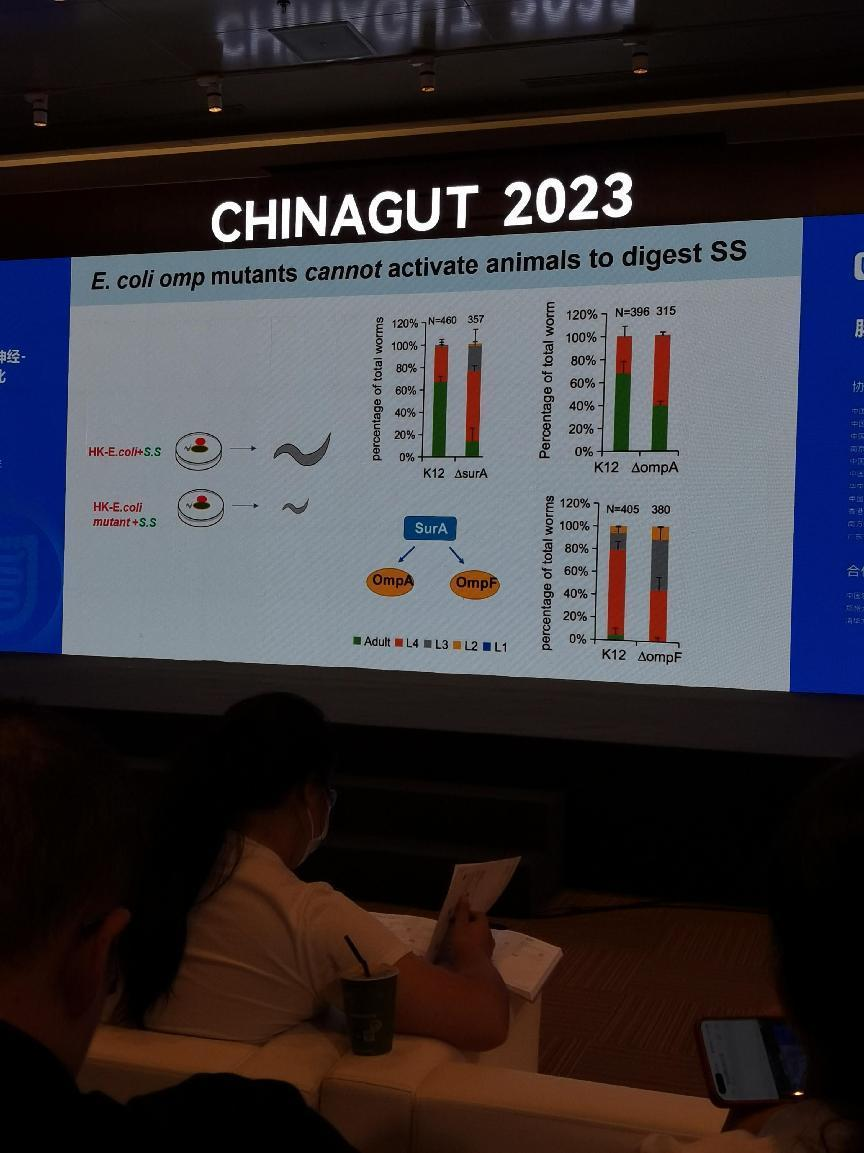 CHINAGUT 2023
E. coli omp mutants cannot activate animals to digest SS
神经-
化
HK-E.coli+S.S
HK-E.coli
mutant+S.S
percentage of total worms
120%
100%
80%
60%
40%
20%
0%
N=460 357
K12 ΔsurA
Percentage of total worm
120%
100%
80%
60%
40%
20%
0%
N=396 315
K12 ΔompA
SurA
OmpA OmpF
Adult L4 L3 L2 L1
percentage of total worms
120%
100%
80%
60%
40%
20%
0%
N=405 380
K12 ΔompF